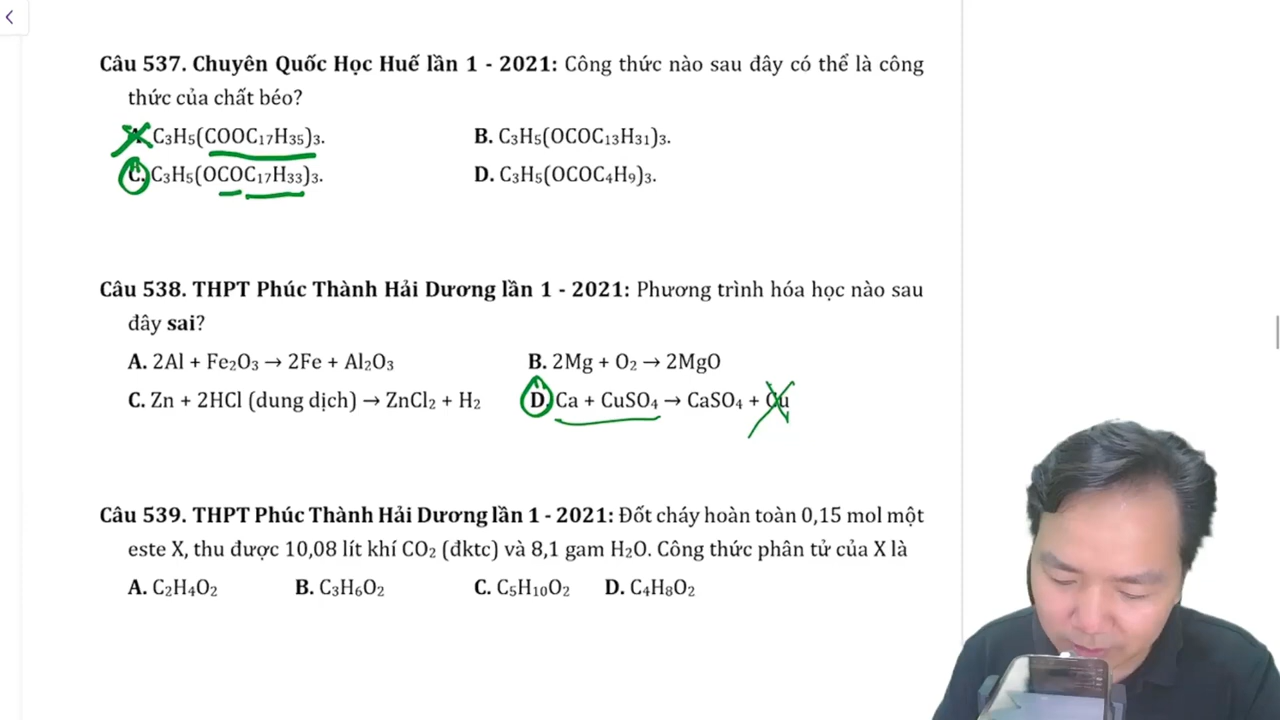 Câu 537. Chuyên Quốc Học Huế lần 1 - 2021: Công thức nào sau đây có thể là công
thức của chất béo?
A. C₃H₅(COOC₁₇H₃₅)₃. B. C₃H₅(OCOC₁₃H₃₁)₃.
C. C₃H₅(OCOC₁₇H₃₃)₃. D. C₃H₅(OCOC₄H₉)₃.
Câu 538. THPT Phúc Thành Hải Dương lần 1 - 2021: Phương trình hóa học nào sau
đây sai?
A. 2Al + Fe₂O₃ → 2Fe + Al₂O₃ B. 2Mg + O₂ → 2MgO
C. Zn + 2HCl (dung dịch) → ZnCl₂ + H₂ D. Ca + CuSO₄ → CaSO₄ + Cu
Câu 539. THPT Phúc Thành Hải Dương lần 1 - 2021: Đốt cháy hoàn toàn 0,15 mol một
este X, thu được 10,08 lít khí CO₂ (đktc) và 8,1 gam H₂O. Công thức phân tử của X là
A. C₂H₄O₂ B. C₃H₆O₂ C. C₅H₁₀O₂ D. C₄H₈O₂